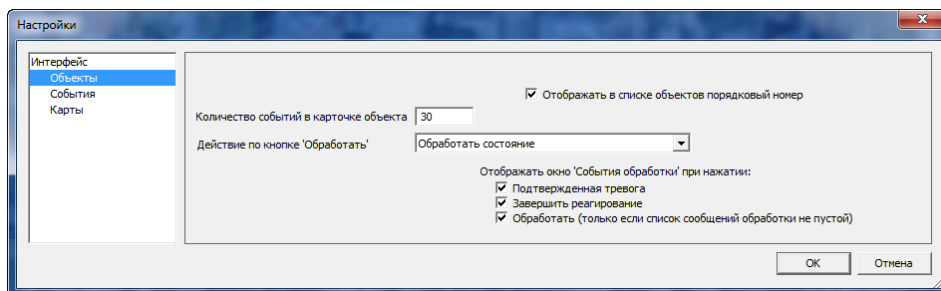 Настройки
Интерфейс
Объекты
События
Карты
Отображать в списке объектов порядковый номер
Количество событий в карточке объекта 30
Действие по кнопке 'Обработать' Обработать состояние
Отображать окно 'События обработки' при нажатии:
Подтвержденная тревога
Завершить реагирование
Обработать (только если список сообщений обработки не пустой)
OK Отмена